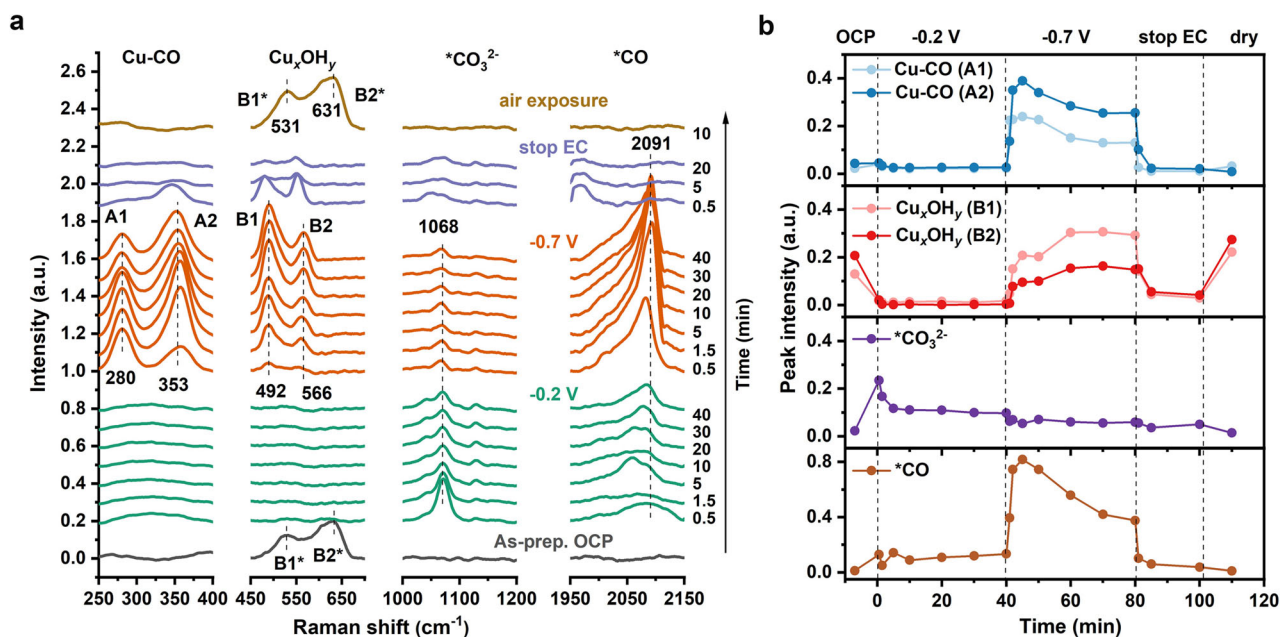 a
Cu-CO
CuₓOHᵧ
*CO₃²⁻
*CO
2.6
2.4
2.2
2.0
1.8
1.6
1.4
1.2
1.0
0.8
0.6
0.4
0.2
0.0
Intensity (a.u.)
B1*
531
631
B2*
air exposure
10
stop EC
2091
20
5
0.5
A1
A2
B1
B2
1068
-0.7 V
40
30
20
10
5
1.5
0.5
280
353
492
566
-0.2 V
40
30
20
10
5
1.5
0.5
B1*
B2*
As-prep. OCP
Time (min)
250 300 350 400
450 550 650
1000 1100 1200
1950 2050 2150
Raman shift (cm⁻¹)
b
OCP -0.2 V -0.7 V stop EC dry
Cu-CO (A1)
Cu-CO (A2)
0.4
0.2
0.0
CuₓOHᵧ (B1)
CuₓOHᵧ (B2)
0.4
0.2
0.0
*CO₃²⁻
0.4
0.2
0.0
*CO
0.8
0.4
0.0
Peak intensity (a.u.)
0 20 40 60 80 100 120
Time (min)